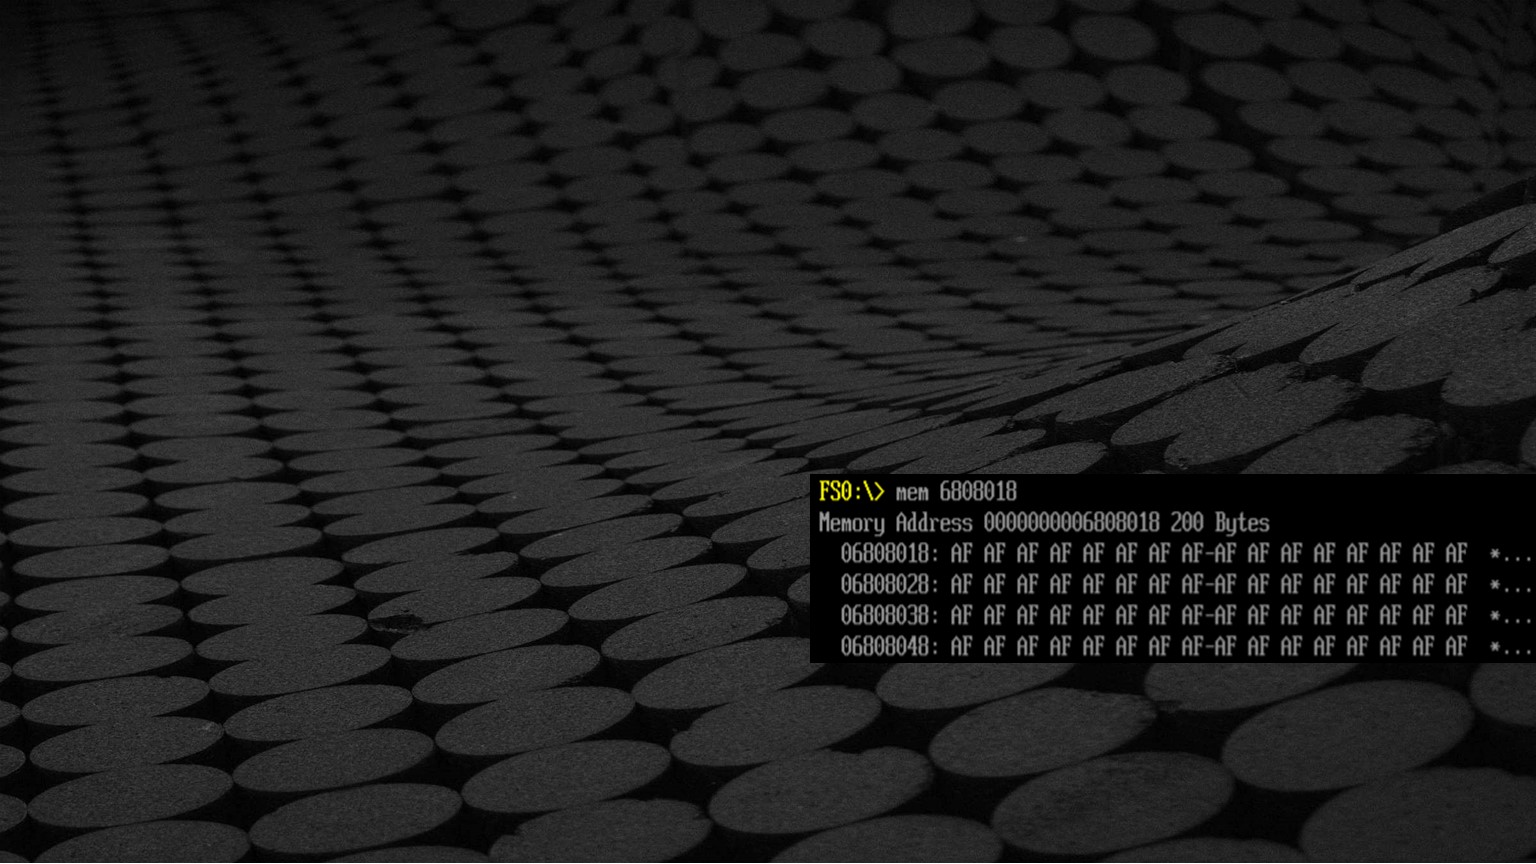 FS0:\> mem 6808018
Memory Address 0000000006808018 200 Bytes
06808018: AF AF AF AF AF AF AF AF-AF AF AF AF AF AF AF AF *...
06808028: AF AF AF AF AF AF AF AF-AF AF AF AF AF AF AF AF *...
06808038: AF AF AF AF AF AF AF AF-AF AF AF AF AF AF AF AF *...
06808048: AF AF AF AF AF AF AF AF-AF AF AF AF AF AF AF AF *...